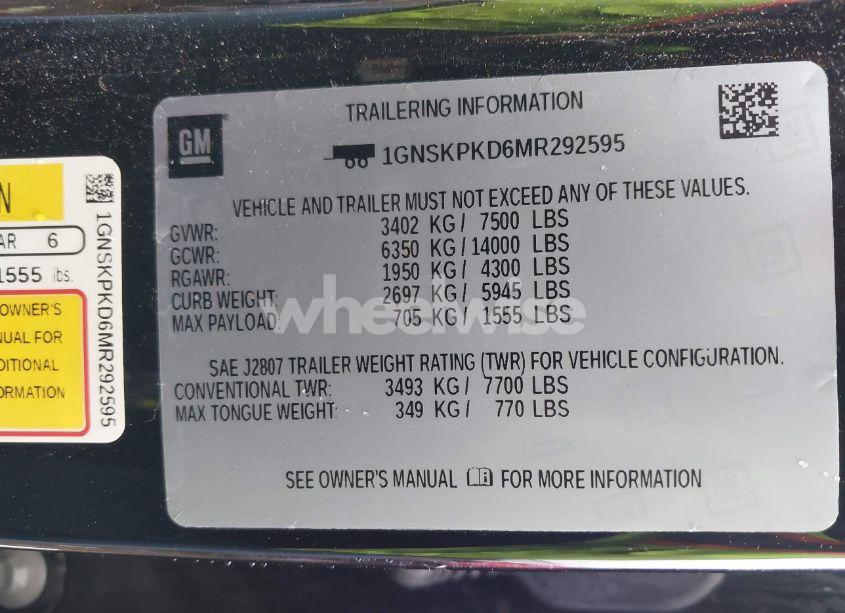 N
AR 6
1555 lbs.
OWNER'S
NUAL FOR
DITIONAL
ORMATION
1GNSKPKD6MR292595
TRAILERING INFORMATION
GM
1GNSKPKD6MR292595
VEHICLE AND TRAILER MUST NOT EXCEED ANY OF THESE VALUES.
GVWR: 3402 KG/ 7500 LBS
GCWR: 6350 KG/ 14000 LBS
RGAWR: 1950 KG/ 4300 LBS
CURB WEIGHT: 2697 KG/ 5945 LBS
MAX PAYLOAD: 705 KG/ 1555 LBS
wheelwise
SAE J2807 TRAILER WEIGHT RATING (TWR) FOR VEHICLE CONFIGURATION.
CONVENTIONAL TWR: 3493 KG/ 7700 LBS
MAX TONGUE WEIGHT: 349 KG/ 770 LBS
SEE OWNER'S MANUAL FOR MORE INFORMATION